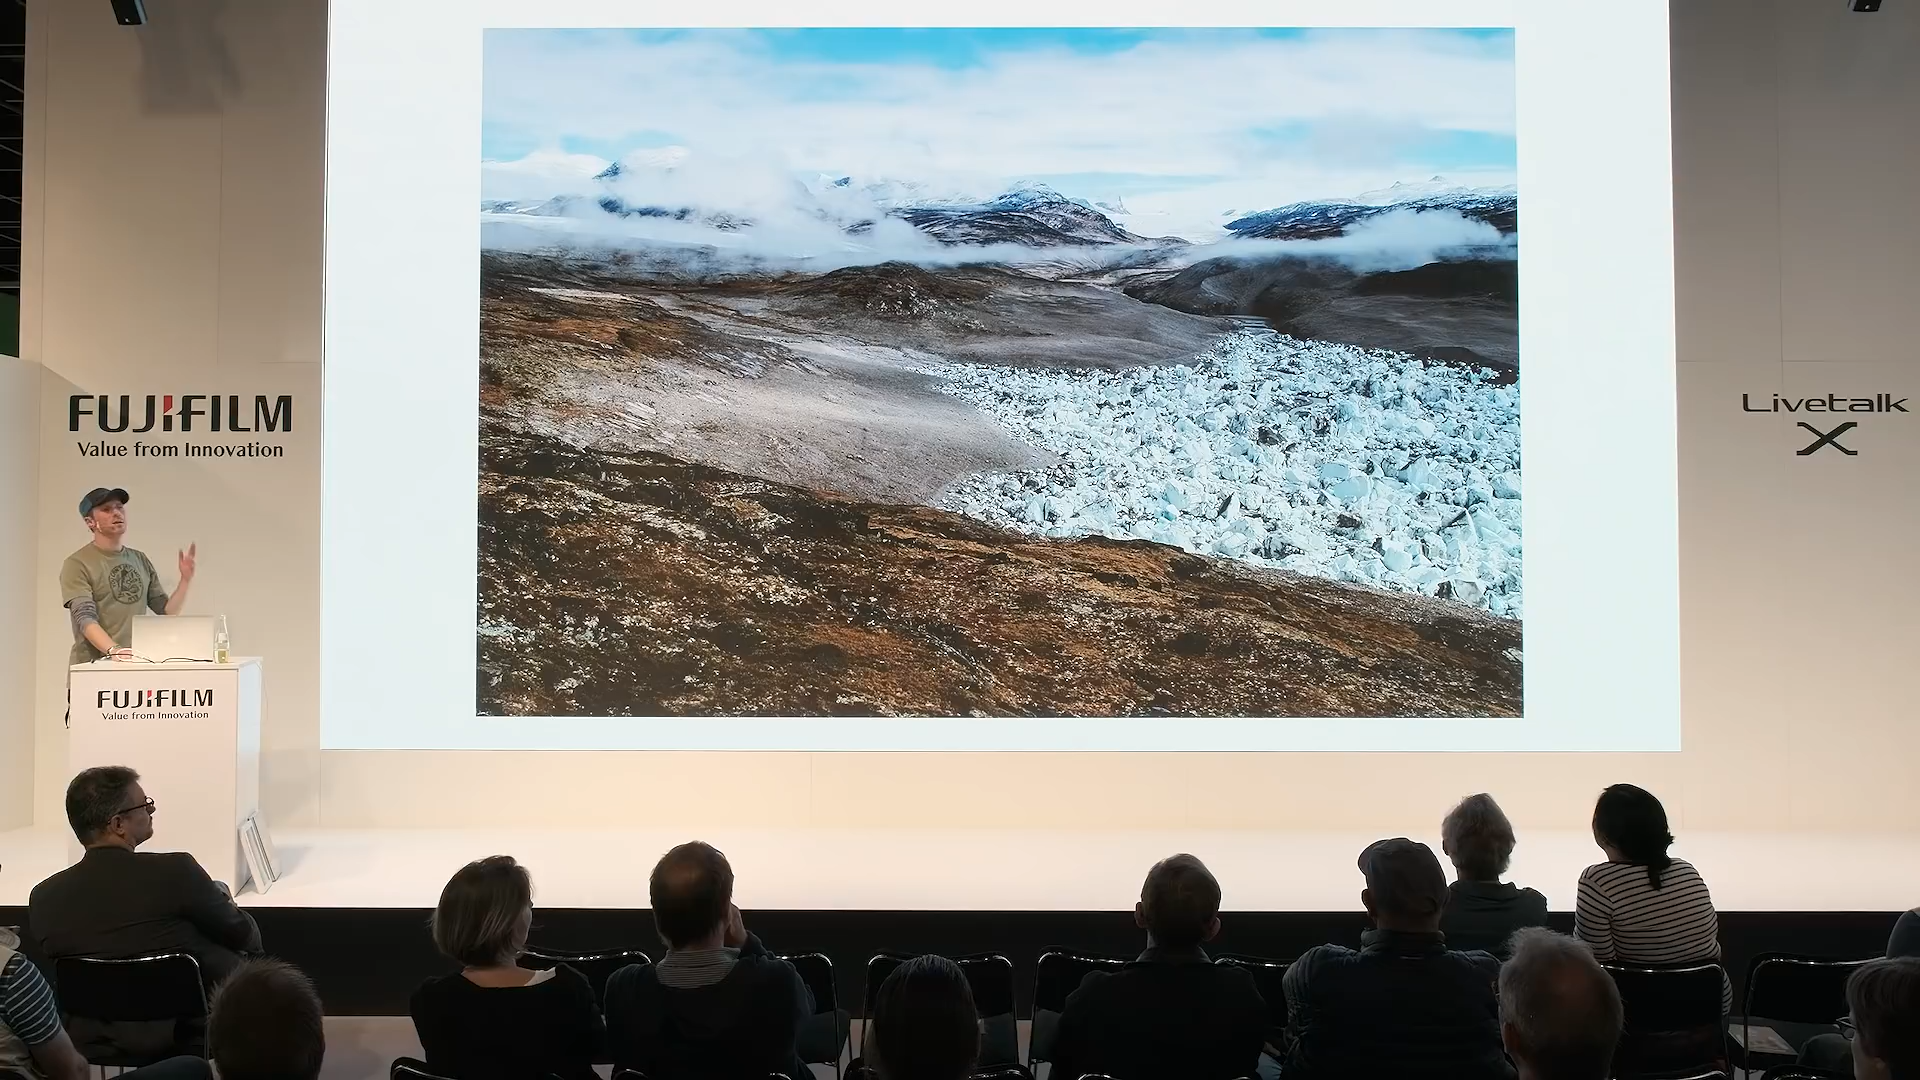 FUJIFILM
Value from Innovation
Livetalk
X
FUJIFILM
Value from Innovation